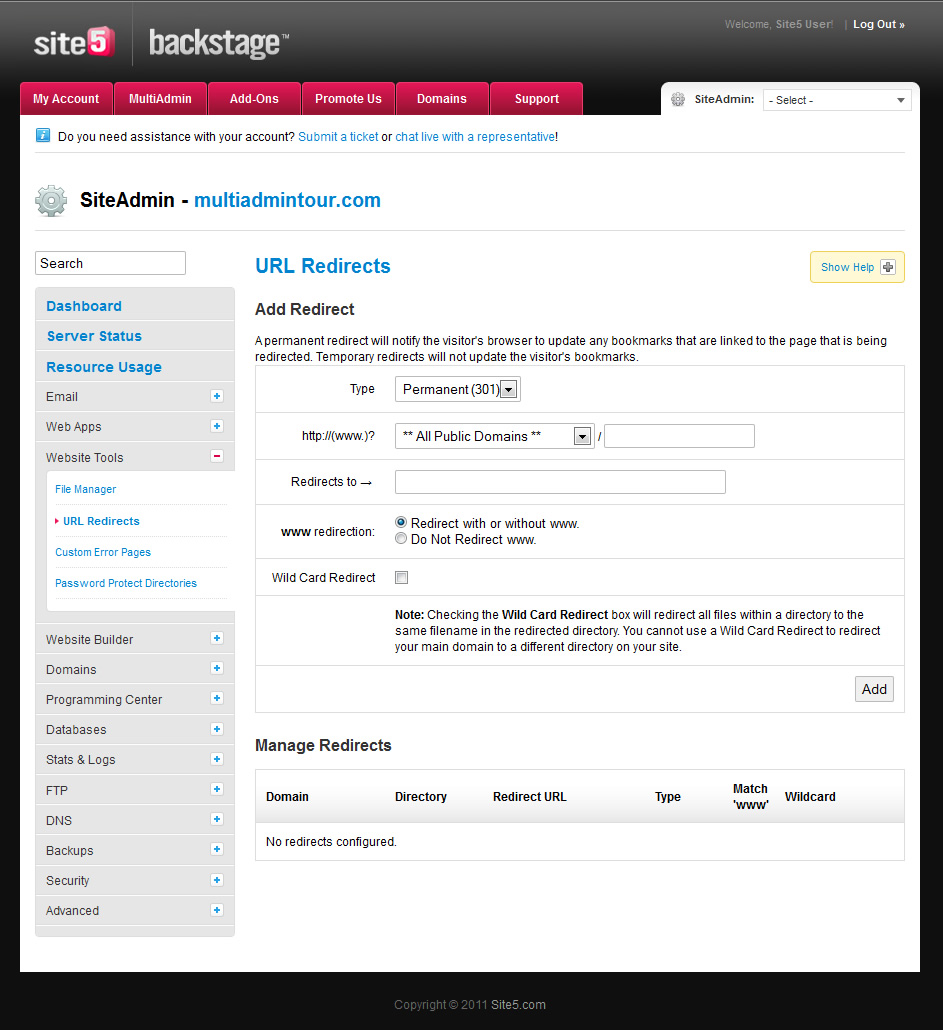 Welcome, Site5 User! | Log Out »
site5 backstage™
My Account MultiAdmin Add-Ons Promote Us Domains Support
SiteAdmin: - Select -
Do you need assistance with your account? Submit a ticket or chat live with a representative!
SiteAdmin - multiadmintour.com
Search
Dashboard
Server Status
Resource Usage
Email
Web Apps
Website Tools
File Manager
URL Redirects
Custom Error Pages
Password Protect Directories
Website Builder
Domains
Programming Center
Databases
Stats & Logs
FTP
DNS
Backups
Security
Advanced
URL Redirects
Show Help
Add Redirect
A permanent redirect will notify the visitor's browser to update any bookmarks that are linked to the page that is being
redirected. Temporary redirects will not update the visitor's bookmarks.
Type Permanent (301)
http://(www.)? ** All Public Domains ** /
Redirects to →
www redirection: Redirect with or without www.
Do Not Redirect www.
Wild Card Redirect
Note: Checking the Wild Card Redirect box will redirect all files within a directory to the
same filename in the redirected directory. You cannot use a Wild Card Redirect to redirect
your main domain to a different directory on your site.
Add
Manage Redirects
Domain Directory Redirect URL Type Match 'www' Wildcard
No redirects configured.
Copyright © 2011 Site5.com